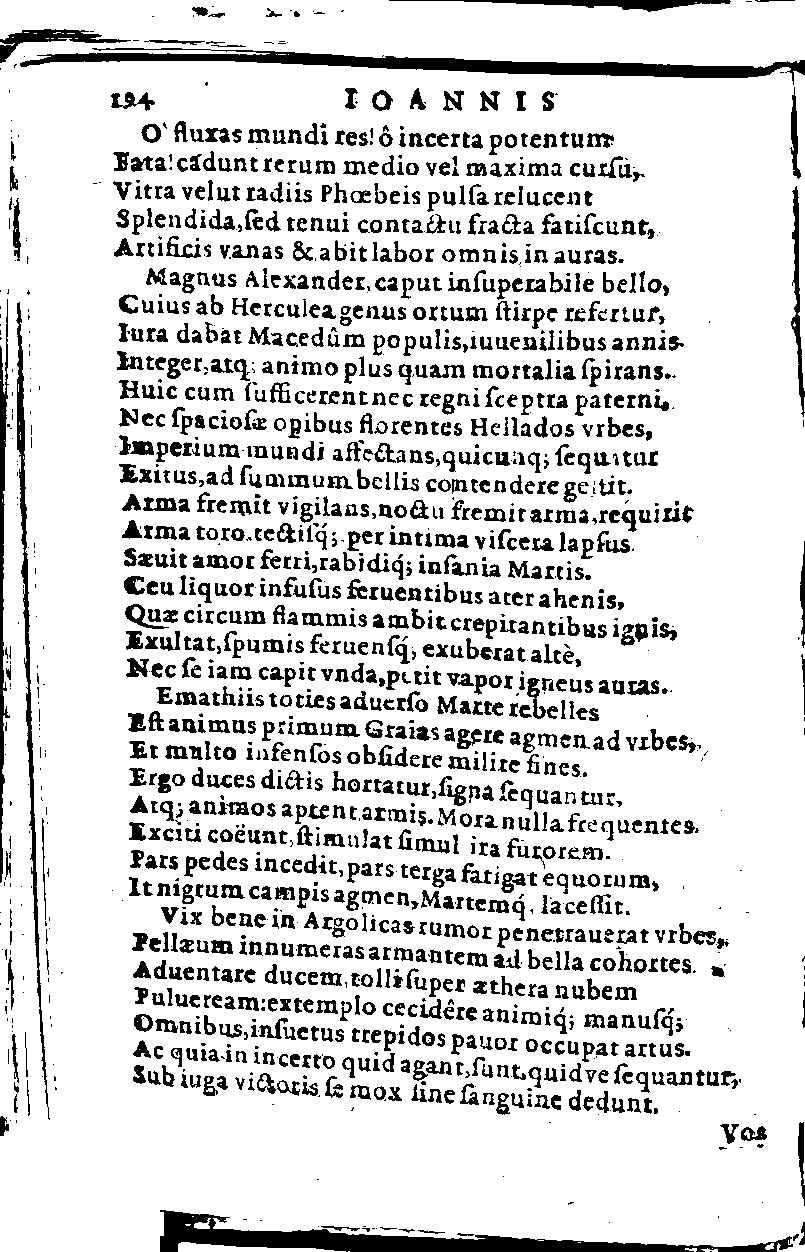 194 IOANNIS
O' fluxas mundi res! ô incerta potentum
Fata! cadunt rerum medio vel maxima cursu,
Vitra velut radiis Phœbeis pulsa relucent
Splendida, sed tenui contactu fracta fatiscunt,
Artificis vanas & abit labor omnis in auras.
Magnus Alexander, caput insuperabile bello,
Cuius ab Herculea genus ortum stirpe refertur,
Iura dabat Macedûm populis, iuuenilibus annis
Integer, atq; animo plus quam mortalia spirans.
Huic cum sufficerent nec regni sceptra paterni,
Nec spaciosæ opibus florentes Hellados vrbes,
Imperium mundi affectans, quicunq; sequatur
Exitus, ad summum bellis contendere gestit.
Arma fremit vigilans, noctu fremit arma, requirit
Arma toro. tectisq́; per intima viscera lapsus
Sæuit amor ferri, rabidiq́; insania Martis.
Ceu liquor infusus feruentibus ater ahenis,
Quæ circum flammis ambit crepitantibus ignis,
Exultat, spumis feruensq́; exuberat altè,
Nec se iam capit vnda, petit vapor igneus auras.
Emathiis toties aduerso Marte rebelles
Est animus primum Graias agere agmen ad vrbes,
Et multo infensos obsidere milite fines.
Ergo duces dictis hortatur, signa sequantur,
Atq; animos aptent armis. Mora nulla frequentes
Exciti coëunt, stimulat simul ira furorem.
Pars pedes incedit, pars terga fatigat equorum,
It nigrum campis agmen, Martemq́; lacessit.
Vix bene in Argolicas rumor penetrauerat vrbes,
Pellæum innumeras armantem ad bella cohortes
Aduentare ducem, tolli super æthera nubem
Pulueream: extemplo cecidêre animiq́; manusq́;
Omnibus, insuetus trepidos pauor occupat artus.
Ac quia in incerto quid agant, sunt, quidve sequantur,
Sub iuga victoris se mox sine sanguine dedunt.
Vos